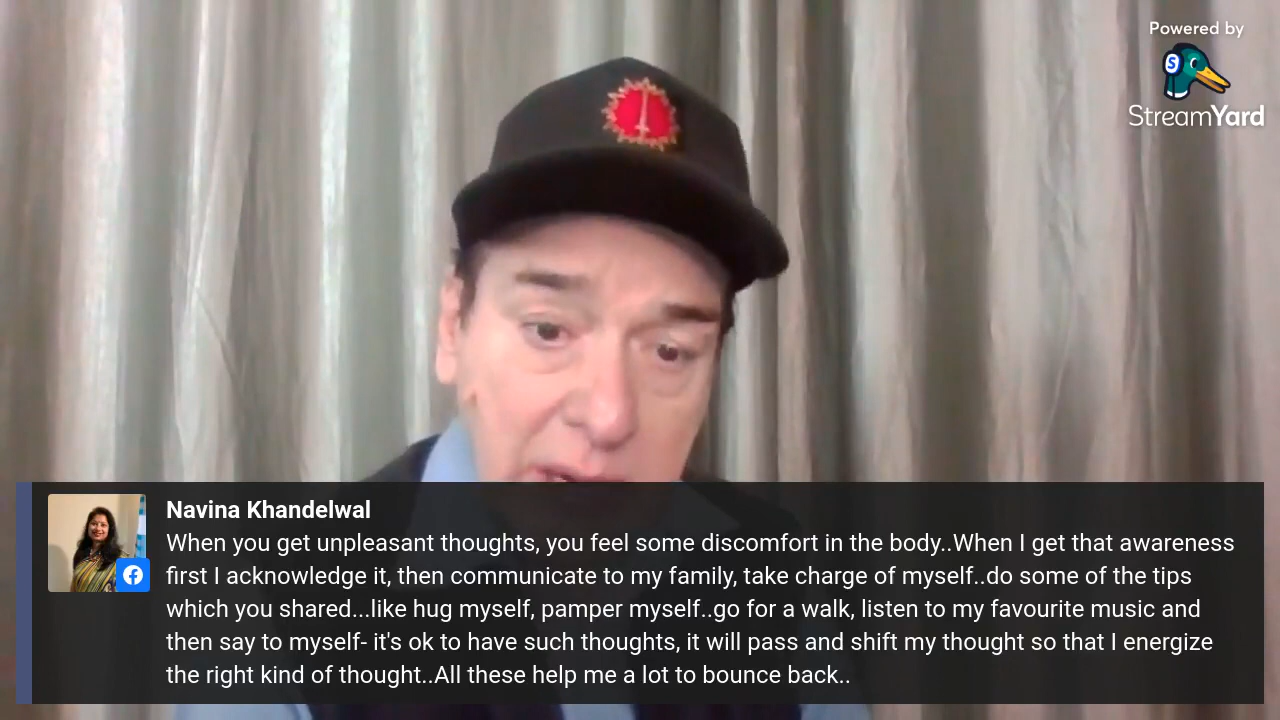 Powered by
S
StreamYard
Navina Khandelwal
When you get unpleasant thoughts, you feel some discomfort in the body..When I get that awareness
first I acknowledge it, then communicate to my family, take charge of myself..do some of the tips
which you shared...like hug myself, pamper myself..go for a walk, listen to my favourite music and
then say to myself- it's ok to have such thoughts, it will pass and shift my thought so that I energize
the right kind of thought..All these help me a lot to bounce back..